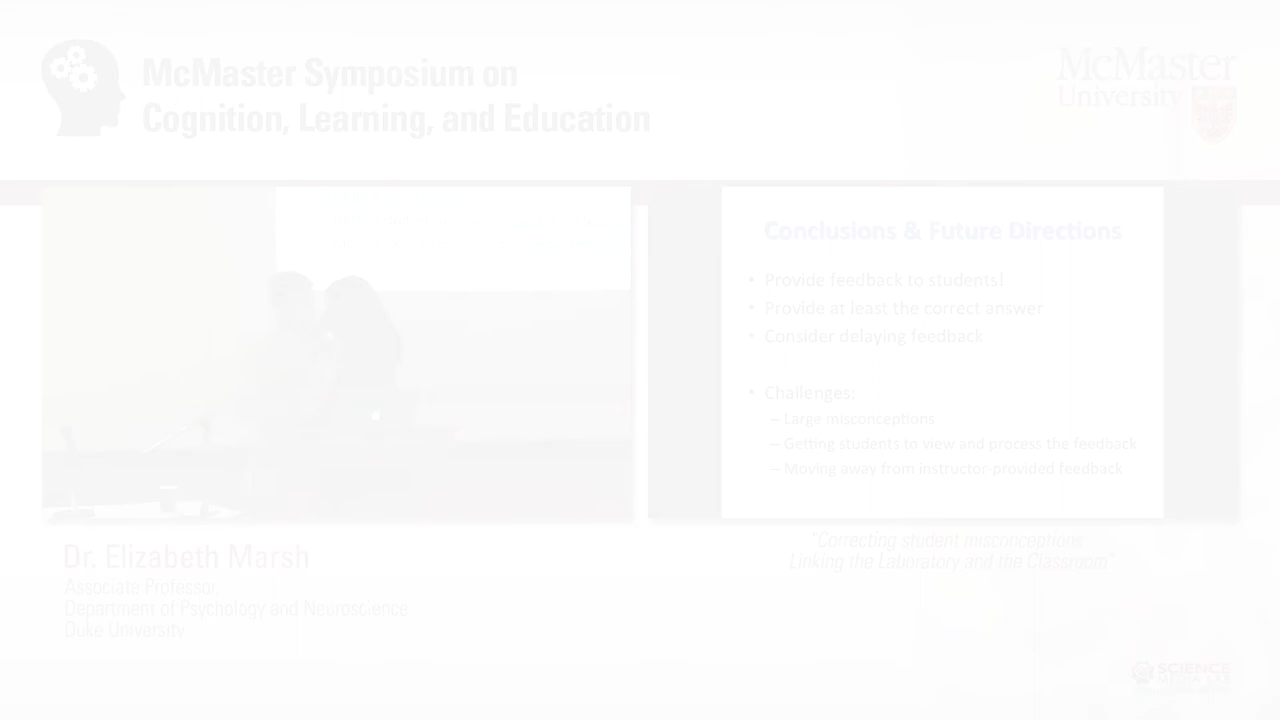 McMaster Symposium on
Cognition, Learning, and Education
McMaster
University
Conclusions & Future Directions
• Provide feedback to students!
• Provide at least the correct answer
• Consider delaying feedback
• Challenges:
– Large misconceptions
– Getting students to view and process the feedback
– Moving away from instructor-provided feedback
Dr. Elizabeth Marsh
Associate Professor,
Department of Psychology and Neuroscience
Duke University
"Correcting student misconceptions
Linking the Laboratory and the Classroom"
SCIENCE
MEDIA LAB